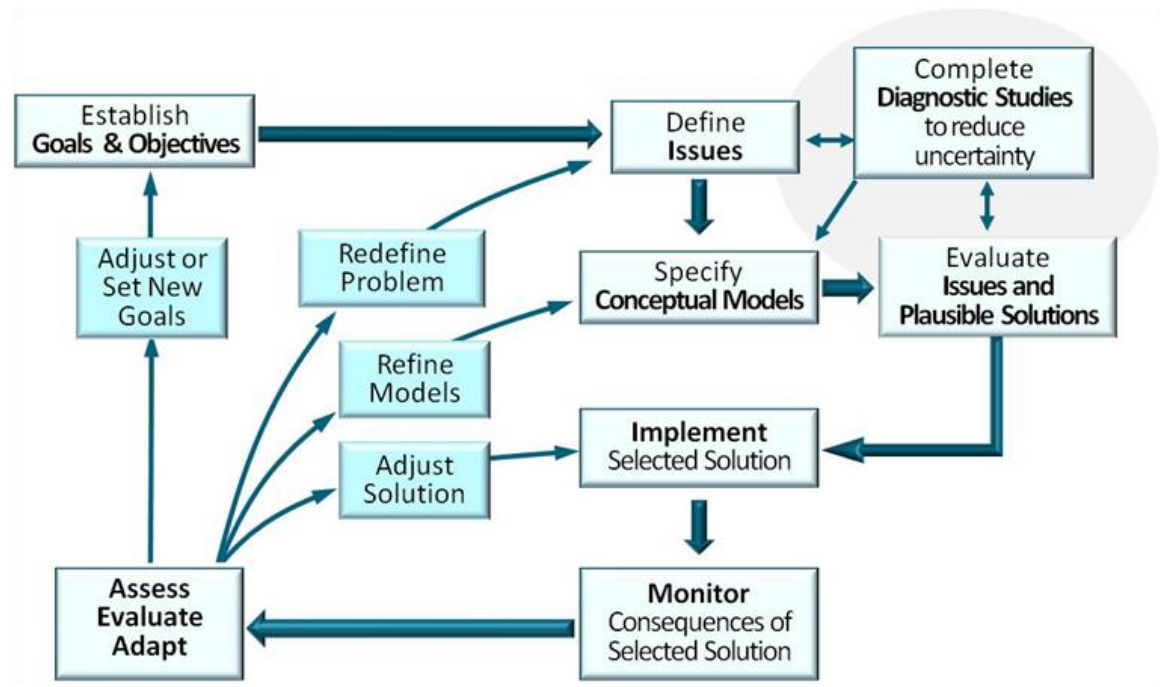 Establish
Goals & Objectives
Define
Issues
Complete
Diagnostic Studies
to reduce
uncertainty
Adjust or
Set New
Goals
Redefine
Problem
Specify
Conceptual Models
Evaluate
Issues and
Plausible Solutions
Refine
Models
Adjust
Solution
Implement
Selected Solution
Assess
Evaluate
Adapt
Monitor
Consequences of
Selected Solution